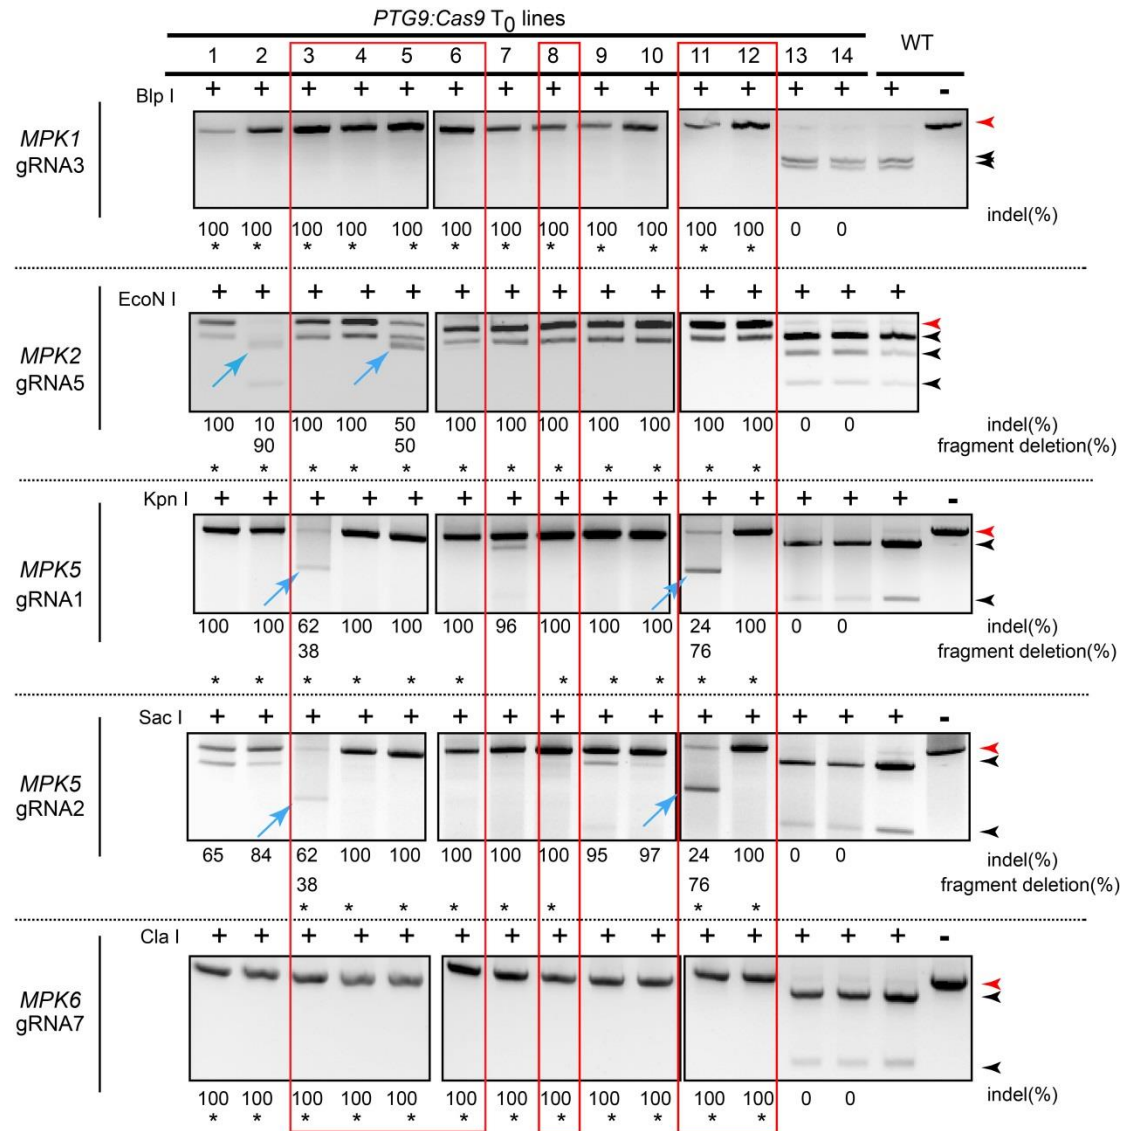 PTG9:Cas9 T0 lines
WT
1 2 3 4 5 6 7 8 9 10 11 12 13 14
Blp I + + + + + + + + + + + + + + + -
MPK1
gRNA3
indel(%)
100 100 100 100 100 100 100 100 100 100 100 100 0 0
* * * * * * * * * * * *
EcoN I + + + + + + + + + + + + + + +
MPK2
gRNA5
100 10 100 100 50 100 100 100 100 100 100 100 0 0 indel(%)
90 50 fragment deletion(%)
* * * * * * * * * * * *
Kpn I + + + + + + + + + + + + + + + -
MPK5
gRNA1
100 100 62 100 100 100 96 100 100 100 24 100 0 0 indel(%)
38 76 fragment deletion(%)
* * * * * * * * * * *
Sac I + + + + + + + + + + + + + + + -
MPK5
gRNA2
65 84 62 100 100 100 100 100 95 97 24 100 0 0 indel(%)
38 76 fragment deletion(%)
* * * * * * * *
Cla I + + + + + + + + + + + + + + + -
MPK6
gRNA7
indel(%)
100 100 100 100 100 100 100 100 100 100 100 100 0 0
* * * * * * * * * * * *